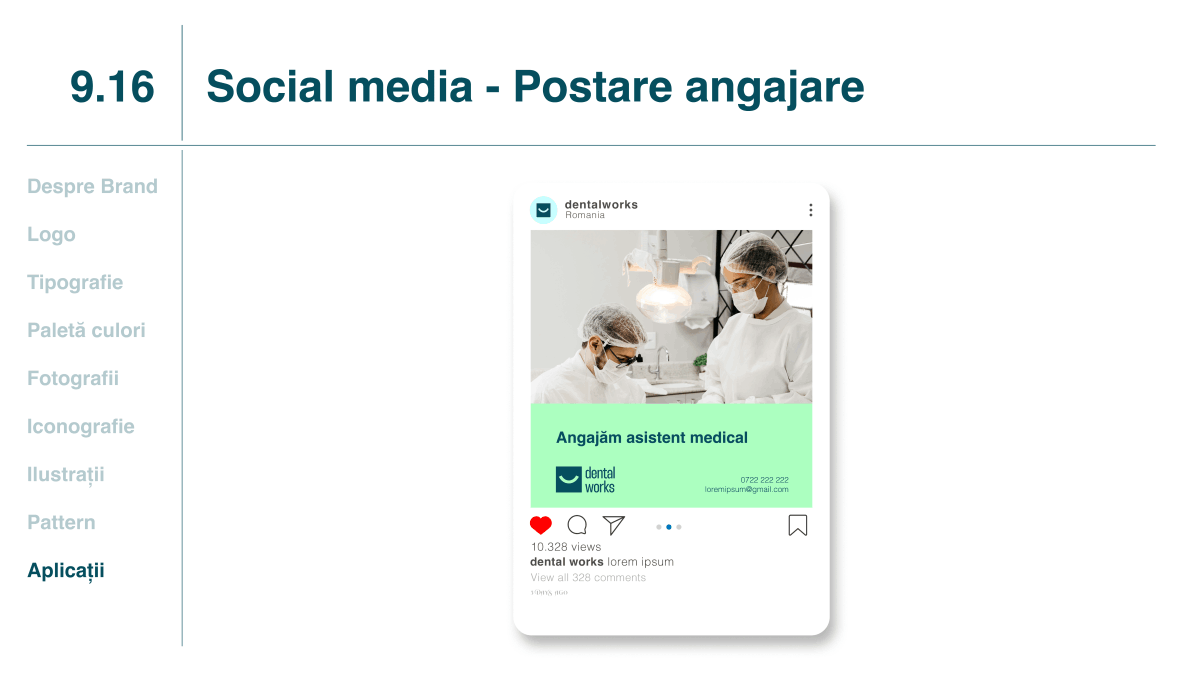 9.16
Social media - Postare angajare
Despre Brand
Logo
Tipografie
Paletă culori
Fotografii
Iconografie
Ilustrații
Pattern
Aplicații
dentalworks
Romania
Angajăm asistent medical
dental
works
0722 222 222
loremipsum@gmail.com
10.328 views
dental works lorem ipsum
View all 328 comments